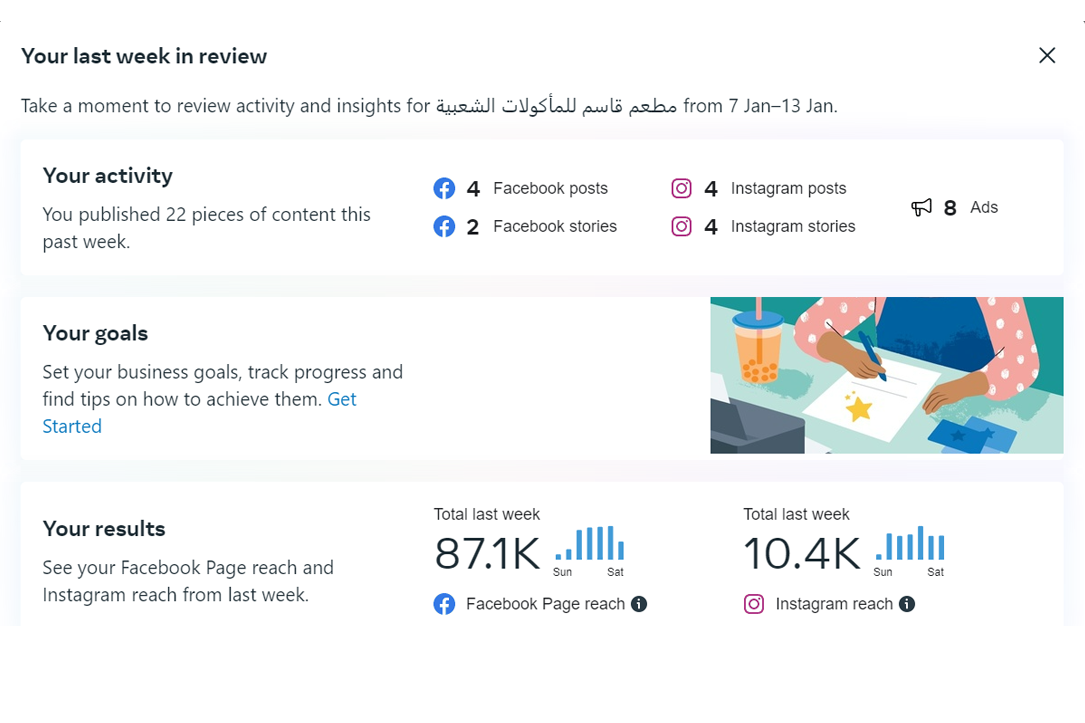 Your last week in review
Take a moment to review activity and insights for مطعم قاسم للمأكولات الشعبية from 7 Jan–13 Jan.
Your activity
You published 22 pieces of content this
past week.
4 Facebook posts
2 Facebook stories
4 Instagram posts
4 Instagram stories
8 Ads
Your goals
Set your business goals, track progress and
find tips on how to achieve them. Get
Started
Your results
See your Facebook Page reach and
Instagram reach from last week.
Total last week
87.1K
Sun Sat
Facebook Page reach
Total last week
10.4K
Sun Sat
Instagram reach